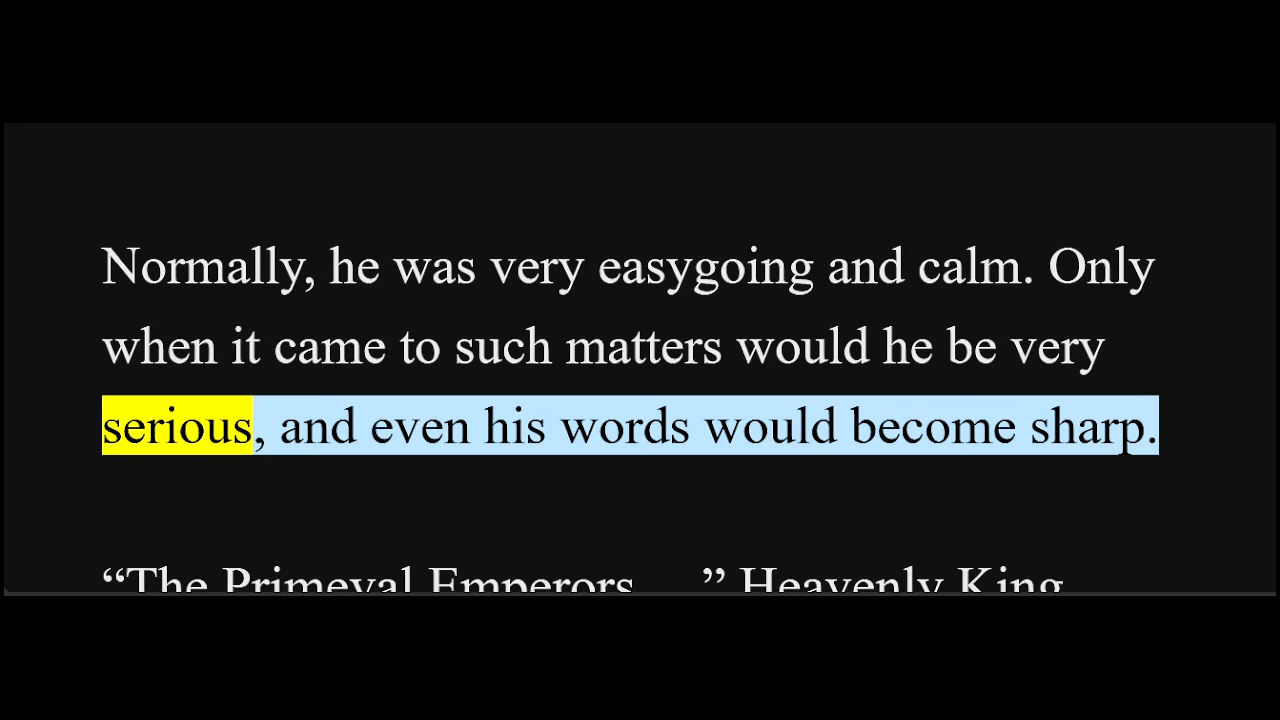 Normally, he was very easygoing and calm. Only
when it came to such matters would he be very
serious, and even his words would become sharp.
“The Primeval Emperors ” Heavenly King